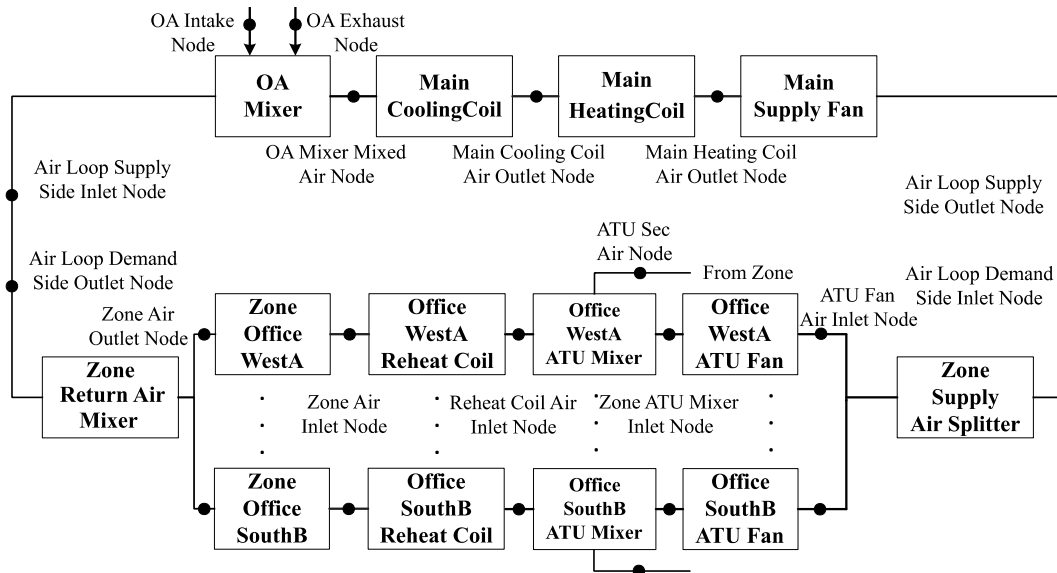 OA Intake
Node
OA Exhaust
Node
OA
Mixer
Main
CoolingCoil
Main
HeatingCoil
Main
Supply Fan
OA Mixer Mixed
Air Node
Main Cooling Coil
Air Outlet Node
Main Heating Coil
Air Outlet Node
Air Loop Supply
Side Inlet Node
Air Loop Supply
Side Outlet Node
Air Loop Demand
Side Outlet Node
ATU Sec
Air Node
From Zone
Air Loop Demand
Side Inlet Node
Zone Air
Outlet Node
ATU Fan
Air Inlet Node
Zone
Office
WestA
Office
WestA
Reheat Coil
Office
WestA
ATU Mixer
Office
WestA
ATU Fan
Zone
Return Air
Mixer
Zone Air
Inlet Node
Reheat Coil Air
Inlet Node
Zone ATU Mixer
Inlet Node
Zone
Supply
Air Splitter
Zone
Office
SouthB
Office
SouthB
Reheat Coil
Office
SouthB
ATU Mixer
Office
SouthB
ATU Fan